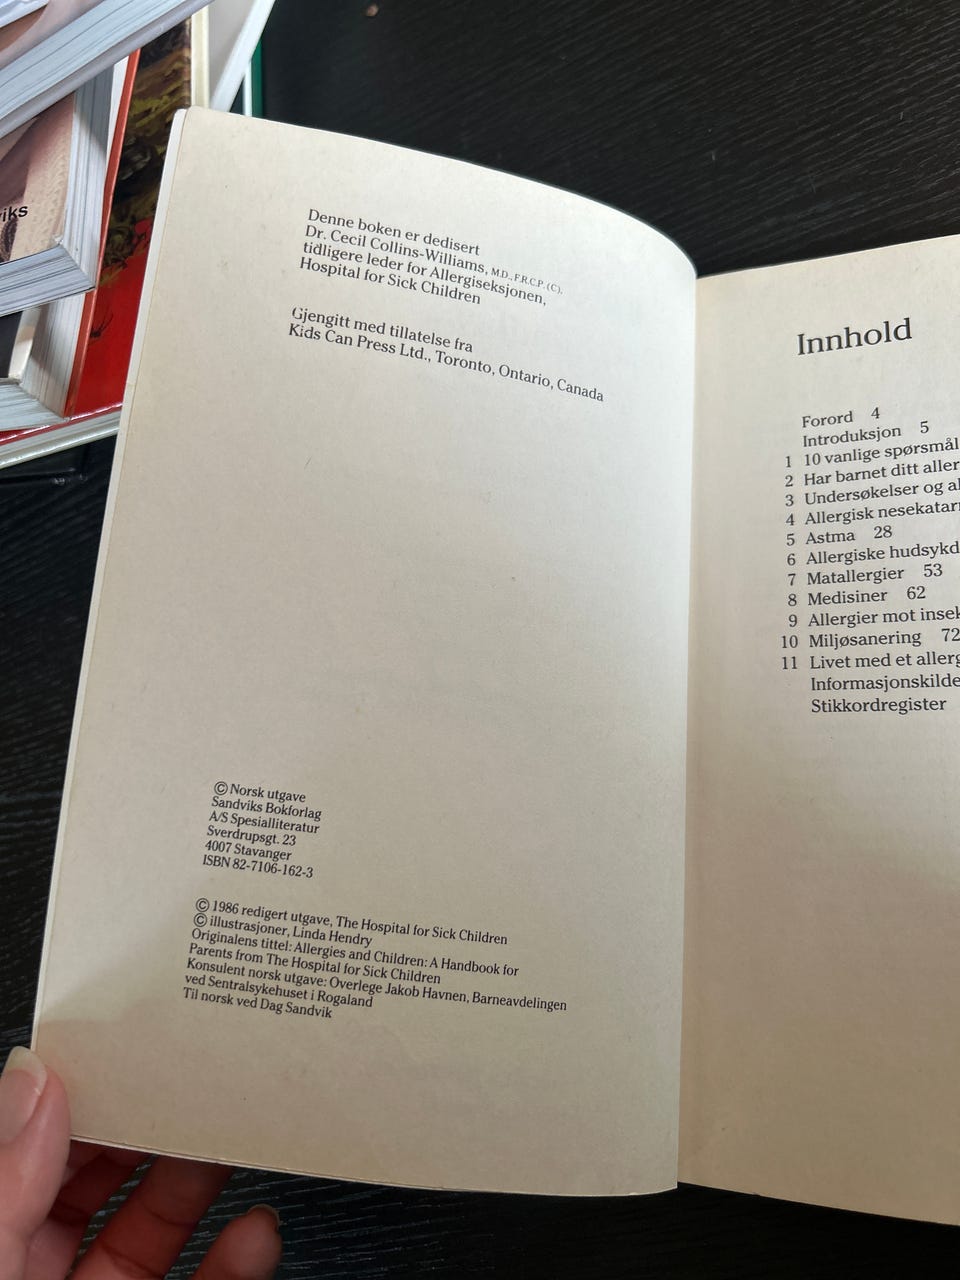 iks
Denne boken er dedisert
Dr. Cecil Collins-Williams, M.D., F.R.C.P. (C).
tidligere leder for Allergiseksjonen,
Hospital for Sick Children
Gjengitt med tillatelse fra
Kids Can Press Ltd., Toronto, Ontario, Canada
© Norsk utgave
Sandviks Bokforlag
A/S Spesiallitteratur
Sverdrupsgt. 23
4007 Stavanger
ISBN 82-7106-162-3
© 1986 redigert utgave, The Hospital for Sick Children
© illustrasjoner, Linda Hendry
Originalens tittel: Allergies and Children: A Handbook for
Parents from The Hospital for Sick Children
Konsulent norsk utgave: Overlege Jakob Havnen, Barneavdelingen
ved Sentralsykehuset i Rogaland
Til norsk ved Dag Sandvik
Innhold
Forord 4
Introduksjon 5
1 10 vanlige spørsmål
2 Har barnet ditt aller
3 Undersøkelser og al
4 Allergisk nesekatarr
5 Astma 28
6 Allergiske hudsykd
7 Matallergier 53
8 Medisiner 62
9 Allergier mot insek
10 Miljøsanering 72
11 Livet med et allerg
Informasjonskilde
Stikkordregister